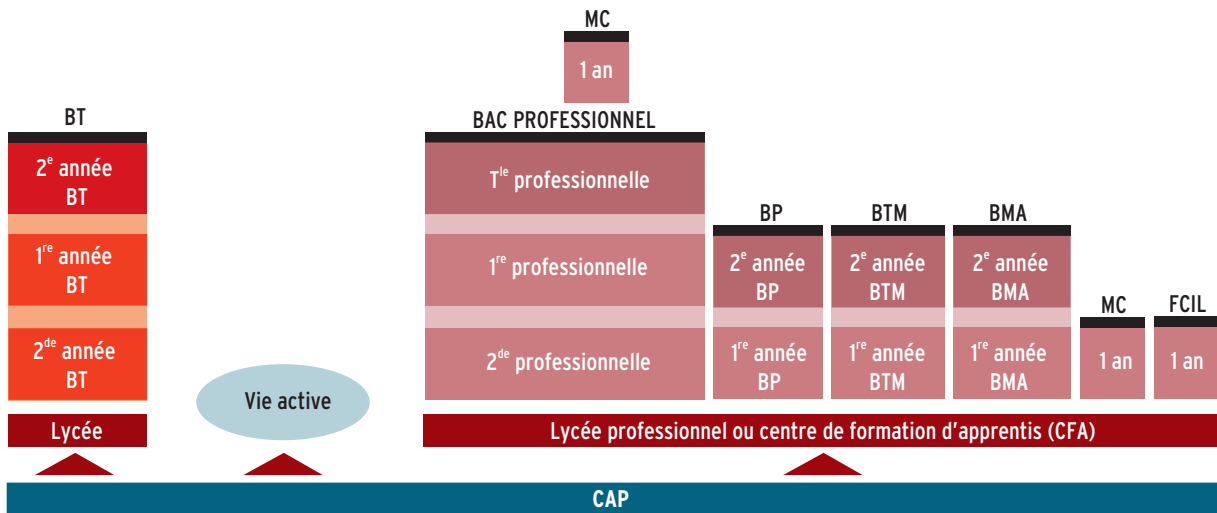 MC
1 an
BT
2e année
BT
1re année
BT
2de année
BT
Lycée
Vie active
BAC PROFESSIONNEL
Tle professionnelle
1re professionnelle
2de professionnelle
BP
2e année
BP
1re année
BP
BTM
2e année
BTM
1re année
BTM
BMA
2e année
BMA
1re année
BMA
MC
1 an
FCIL
1 an
Lycée professionnel ou centre de formation d'apprentis (CFA)
CAP